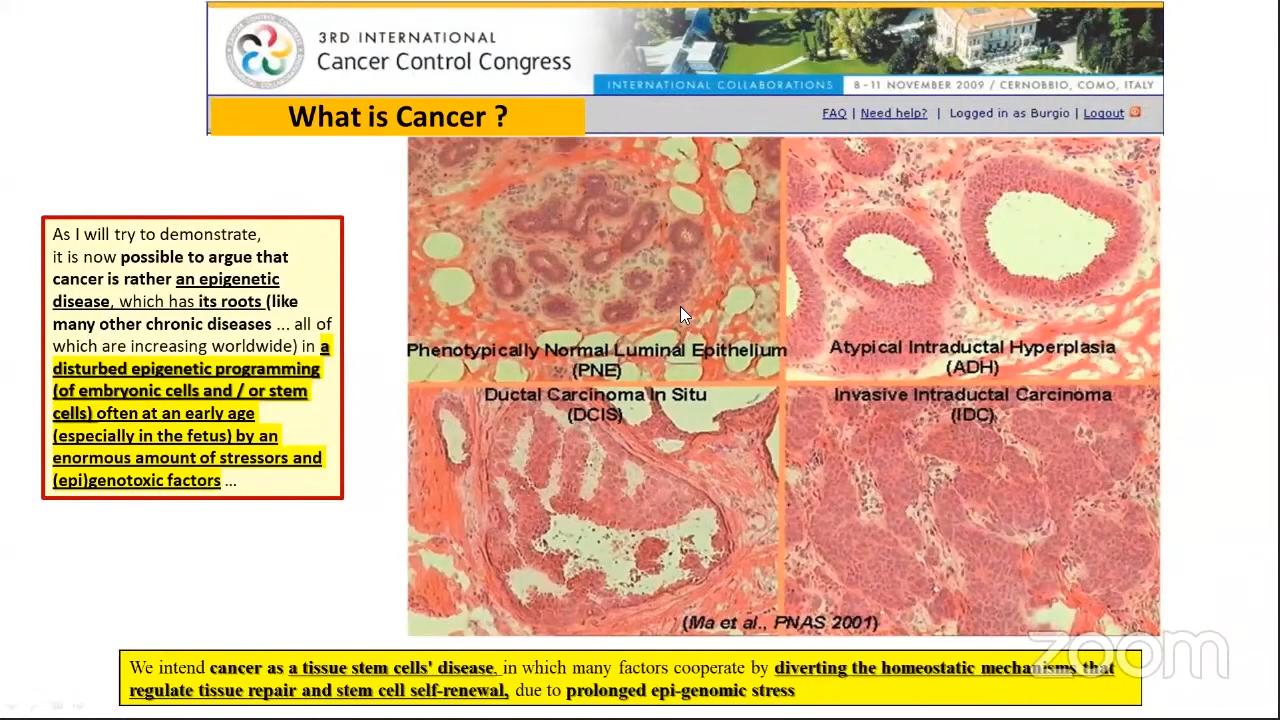 3RD INTERNATIONAL
Cancer Control Congress
INTERNATIONAL COLLABORATIONS
8-11 NOVEMBER 2009 / CERNOBBIO, COMO, ITALY
What is Cancer ?
FAQ | Need help? | Logged in as Burgio | Logout
As I will try to demonstrate,
it is now possible to argue that
cancer is rather an epigenetic
disease, which has its roots (like
many other chronic diseases ... all of
which are increasing worldwide) in a
disturbed epigenetic programming
(of embryonic cells and / or stem
cells) often at an early age
(especially in the fetus) by an
enormous amount of stressors and
(epi)genotoxic factors ...
Phenotypically Normal Luminal Epithelium
(PNE)
Atypical Intraductal Hyperplasia
(ADH)
Ductal Carcinoma In Situ
(DCIS)
Invasive Intraductal Carcinoma
(IDC)
(Ma et al., PNAS 2001)
We intend cancer as a tissue stem cells' disease, in which many factors cooperate by diverting the homeostatic mechanisms that
regulate tissue repair and stem cell self-renewal, due to prolonged epi-genomic stress
zoom